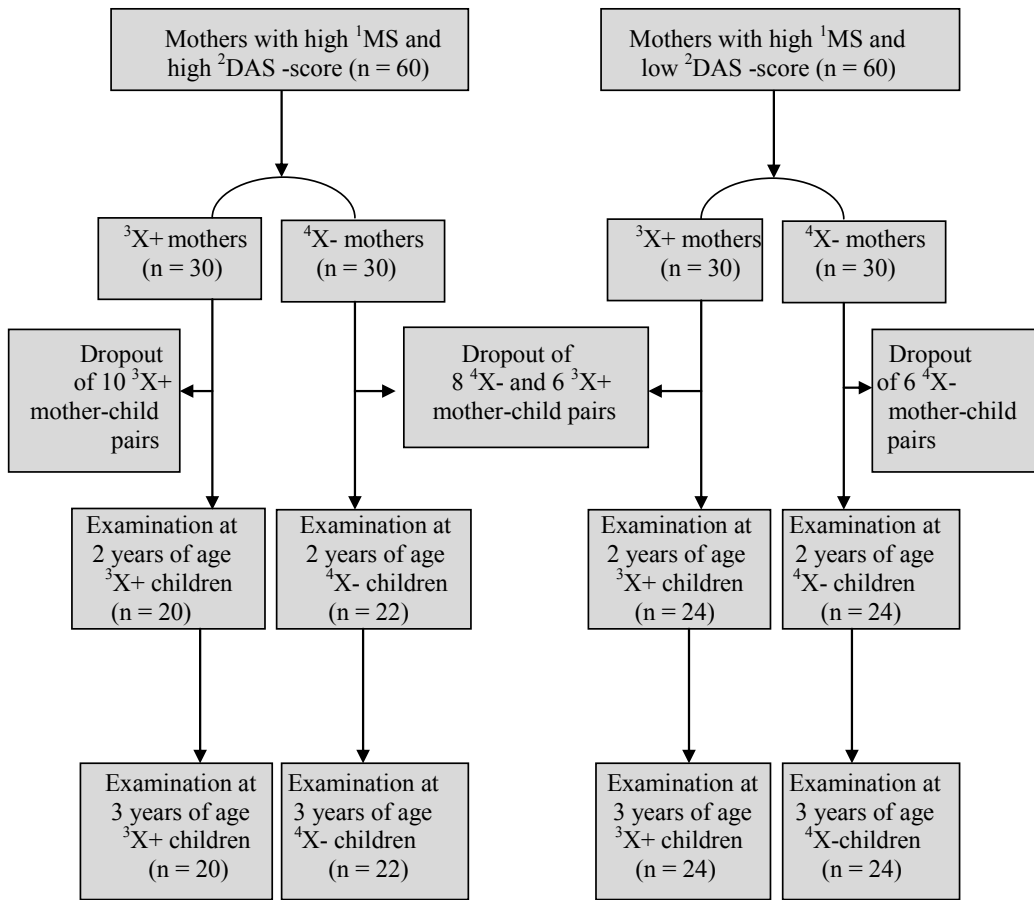 Mothers with high ¹MS and
high ²DAS -score (n = 60)
Mothers with high ¹MS and
low ²DAS -score (n = 60)
³X+ mothers
(n = 30)
⁴X- mothers
(n = 30)
³X+ mothers
(n = 30)
⁴X- mothers
(n = 30)
Dropout
of 10 ³X+
mother-child
pairs
Dropout of
8 ⁴X- and 6 ³X+
mother-child pairs
Dropout
of 6 ⁴X-
mother-child
pairs
Examination at
2 years of age
³X+ children
(n = 20)
Examination at
2 years of age
⁴X- children
(n = 22)
Examination at
2 years of age
³X+ children
(n = 24)
Examination at
2 years of age
⁴X- children
(n = 24)
Examination at
3 years of age
³X+ children
(n = 20)
Examination at
3 years of age
⁴X- children
(n = 22)
Examination at
3 years of age
³X+ children
(n = 24)
Examination at
3 years of age
⁴X-children
(n = 24)